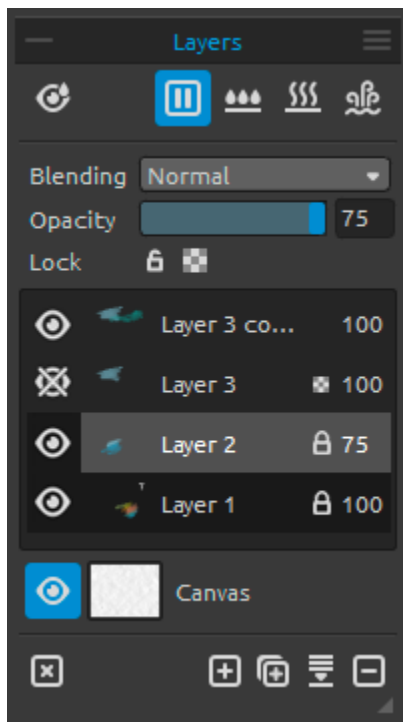 Layers
Blending Normal
Opacity 75
Lock
Layer 3 co... 100
Layer 3 100
Layer 2 75
T
Layer 1 100
Canvas